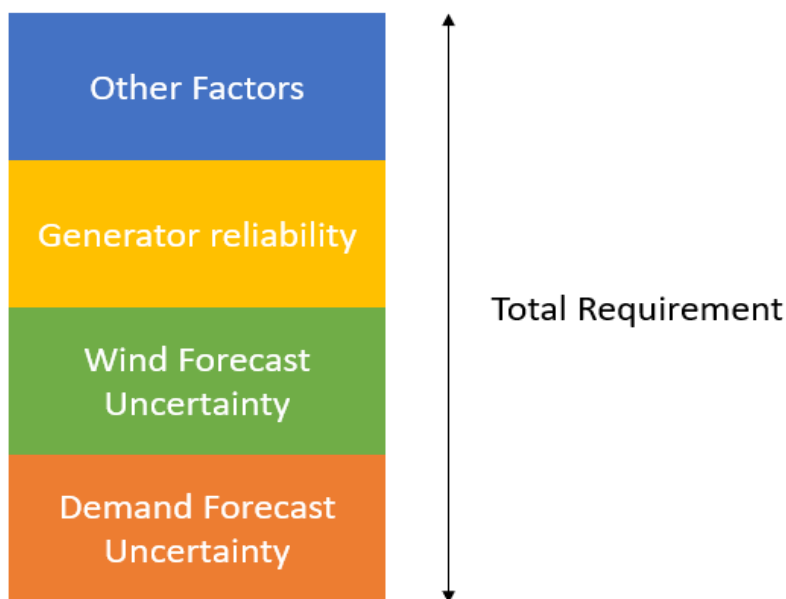 Other Factors
Generator reliability
Total Requirement
Wind Forecast
Uncertainty
Demand Forecast
Uncertainty